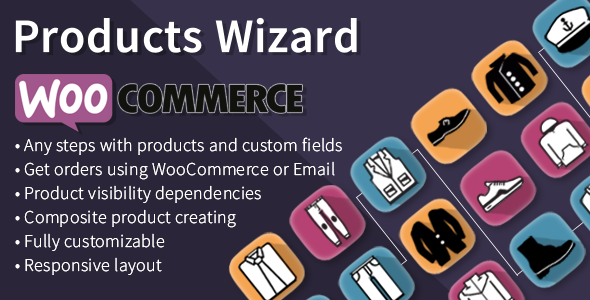 Products Wizard
WOO COMMERCE
• Any steps with products and custom fields
• Get orders using WooCommerce or Email
• Product visibility dependencies
• Composite product creating
• Fully customizable
• Responsive layout